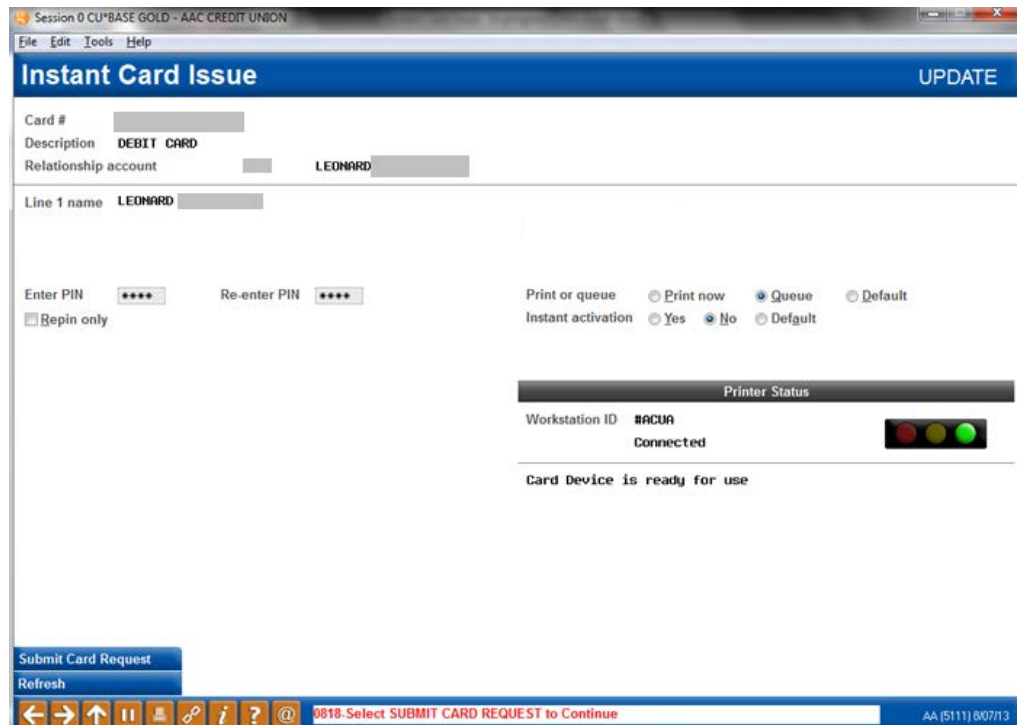 Session 0 CU*BASE GOLD - AAC CREDIT UNION
File Edit Tools Help
Instant Card Issue UPDATE
Card #
Description DEBIT CARD
Relationship account LEONARD
Line 1 name LEONARD
Enter PIN **** Re-enter PIN **** Print or queue Print now Queue Default
Repin only Instant activation Yes No Default
Printer Status
Workstation ID #ACUA
Connected
Card Device is ready for use
Submit Card Request
Refresh
0818-Select SUBMIT CARD REQUEST to Continue AA (5111) 8/07/13